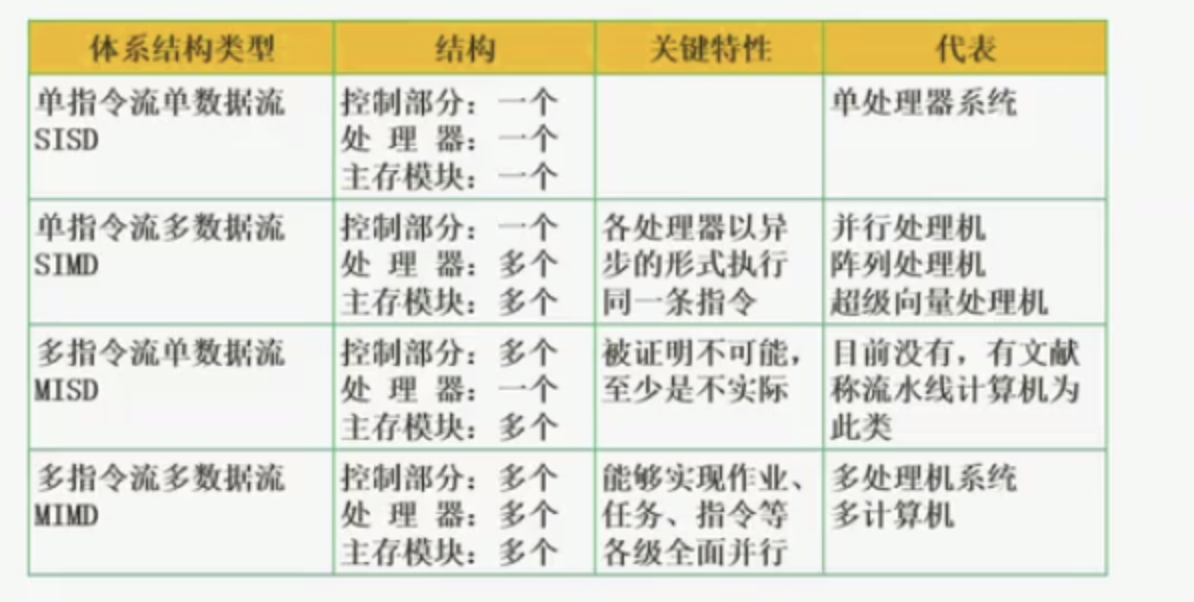 体系结构类型 结构 关键特性 代表
单指令流单数据流
SISD
控制部分：一个
处 理 器：一个
主存模块：一个
单处理器系统
单指令流多数据流
SIMD
控制部分：一个
处 理 器：多个
主存模块：多个
各处理器以异
步的形式执行
同一条指令
并行处理机
阵列处理机
超级向量处理机
多指令流单数据流
MISD
控制部分：多个
处 理 器：一个
主存模块：多个
被证明不可能，
至少是不实际
目前没有，有文献
称流水线计算机为
此类
多指令流多数据流
MIMD
控制部分：多个
处 理 器：多个
主存模块：多个
能够实现作业、
任务、指令等
各级全面并行
多处理机系统
多计算机